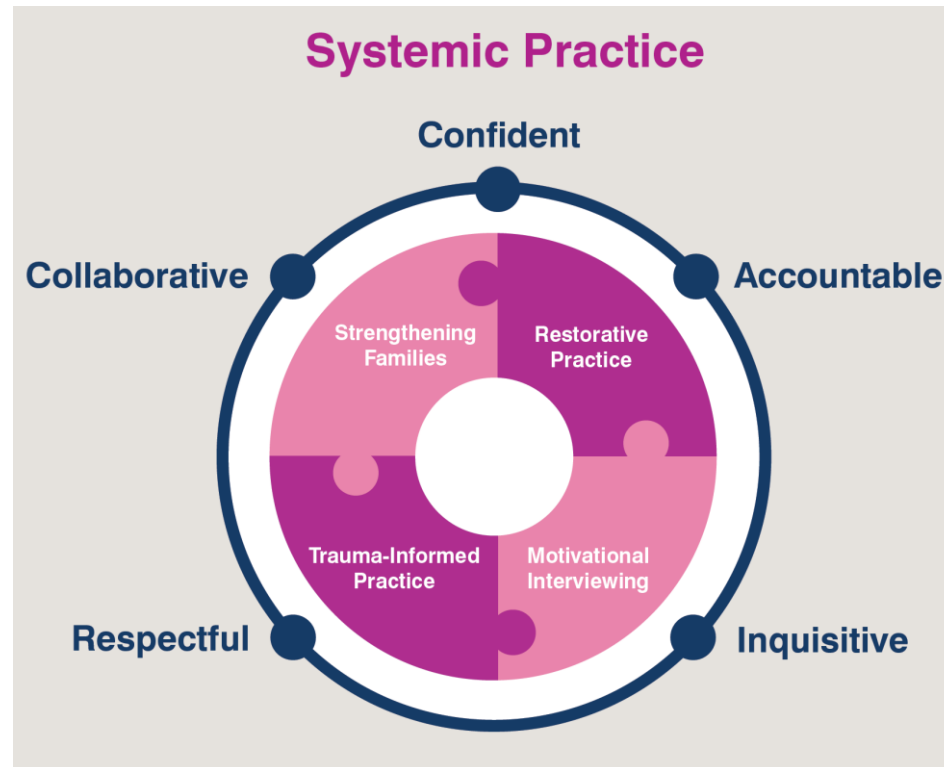 Systemic Practice
Confident
Collaborative
Accountable
Strengthening
Families
Restorative
Practice
Trauma-Informed
Practice
Motivational
Interviewing
Respectful
Inquisitive